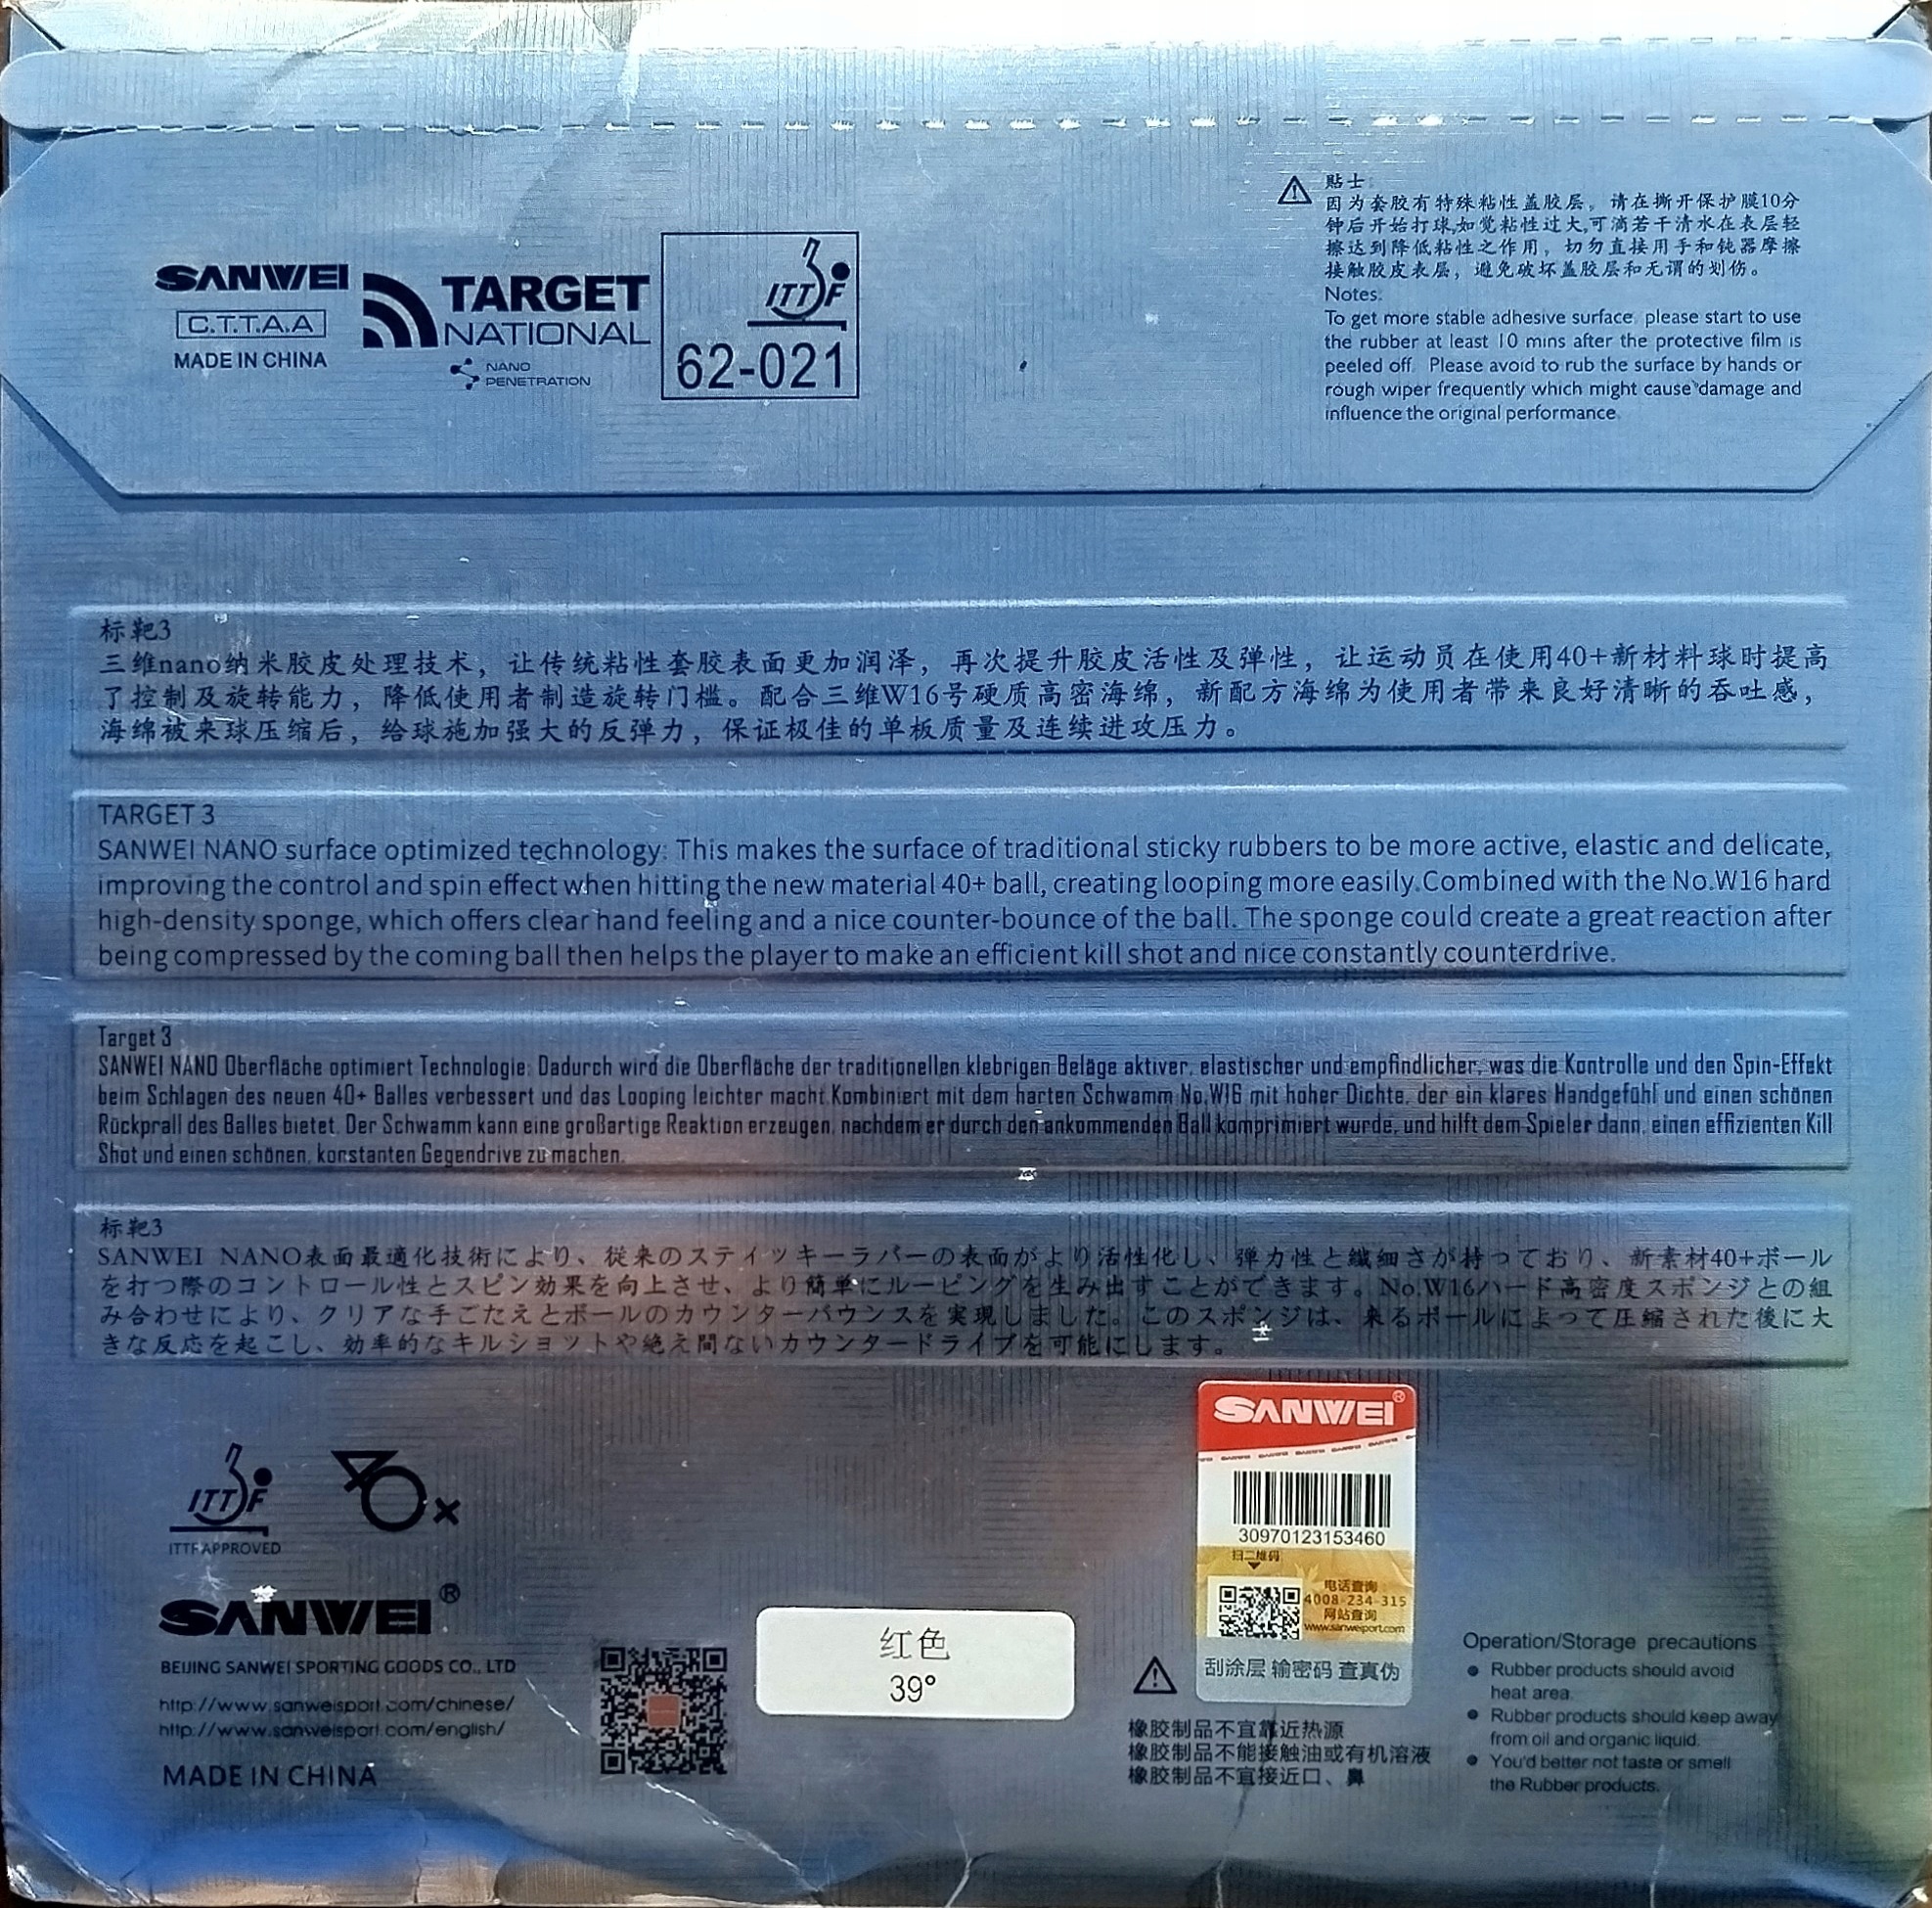 SANWEI
C.T.T.A.A
MADE IN CHINA
TARGET
NATIONAL
NANO
PENETRATION
ITTF
62-021
贴士:
因为套胶有特殊粘性盖胶层，请在撕开保护膜10分
钟后开始打球,如觉粘性过大,可滴若干清水在表层轻
擦达到降低粘性之作用，切勿直接用手和钝器摩擦
接触胶皮表层，避免破坏盖胶层和无谓的划伤。
Notes:
To get more stable adhesive surface, please start to use
the rubber at least 10 mins after the protective film is
peeled off. Please avoid to rub the surface by hands or
rough wiper frequently which might cause damage and
influence the original performance.
标靶3
三维nano纳米胶皮处理技术，让传统粘性套胶表面更加润泽，再次提升胶皮活性及弹性，让运动员在使用40+新材料球时提高
了控制及旋转能力，降低使用者制造旋转门槛。配合三维W16号硬质高密海绵，新配方海绵为使用者带来良好清晰的吞吐感，
海绵被来球压缩后，给球施加强大的反弹力，保证极佳的单板质量及连续进攻压力。
TARGET 3
SANWEI NANO surface optimized technology: This makes the surface of traditional sticky rubbers to be more active, elastic and delicate,
improving the control and spin effect when hitting the new material 40+ ball, creating looping more easily.Combined with the No.W16 hard
high-density sponge, which offers clear hand feeling and a nice counter-bounce of the ball. The sponge could create a great reaction after
being compressed by the coming ball then helps the player to make an efficient kill shot and nice constantly counterdrive.
Target 3
SANWEI NANO Oberfläche optimiert Technologie: Dadurch wird die Oberfläche der traditionellen klebrigen Beläge aktiver, elastischer und empfindlicher, was die Kontrolle und den Spin-Effekt
beim Schlagen des neuen 40+ Balles verbessert und das Looping leichter macht.Kombiniert mit dem harten Schwamm No.W16 mit hoher Dichte, der ein klares Handgefühl und einen schönen
Rückprall des Balles bietet. Der Schwamm kann eine großartige Reaktion erzeugen, nachdem er durch den ankommenden Ball komprimiert wurde, und hilft dem Spieler dann, einen effizienten Kill
Shot und einen schönen, konstanten Gegendrive zu machen.
标靶3
SANWEI NANO表面最適化技術により、従来のスティッキーラバーの表面がより活性化し、弾力性と繊細さが持っており、新素材40+ボール
を打つ際のコントロール性とスピン効果を向上させ、より簡単にルーピングを生み出すことができます。No.W16ハード高密度スポンジとの組
み合わせにより、クリアな手ごたえとボールのカウンターバウンスを実現しました。このスポンジは、来るボールによって圧縮された後に大
きな反応を起こし、効率的なキルショットや絶え間ないカウンタードライブを可能にします。
ITTF
ITTF APPROVED
SANWEI®
BEIJING SANWEI SPORTING GOODS CO., LTD
http://www.sanweisport.com/chinese/
http://www.sanweisport.com/english/
MADE IN CHINA
红色
39°
SANWEI®
30970123153460
扫二维码
电话查询
4008-234-315
网站查询
www.sanweiport.com
刮涂层 输密码 查真伪
橡胶制品不宜靠近热源
橡胶制品不能接触油或有机溶液
橡胶制品不宜接近口、鼻
Operation/Storage precautions
● Rubber products should avoid
heat area.
● Rubber products should keep away
from oil and organic liquid.
● You'd better not taste or smell
the Rubber products.